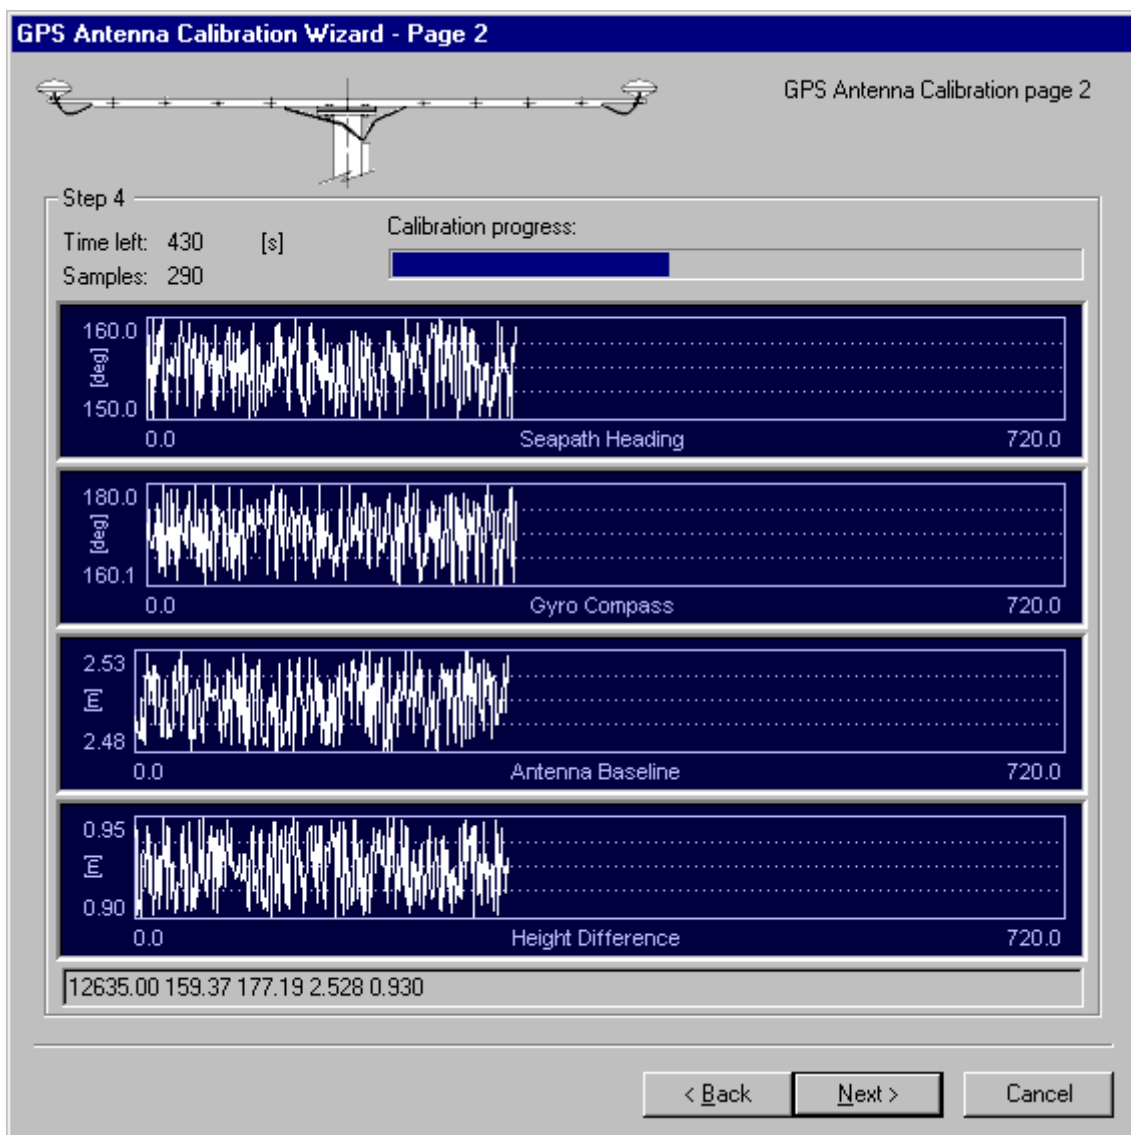 GPS Antenna Calibration Wizard - Page 2
GPS Antenna Calibration page 2
Step 4
Time left: 430 [s]
Samples: 290
Calibration progress:
160.0
[deg]
150.0
0.0 Seapath Heading 720.0
180.0
[deg]
160.1
0.0 Gyro Compass 720.0
2.53
[m]
2.48
0.0 Antenna Baseline 720.0
0.95
[m]
0.90
0.0 Height Difference 720.0
12635.00 159.37 177.19 2.528 0.930
< Back
Next >
Cancel